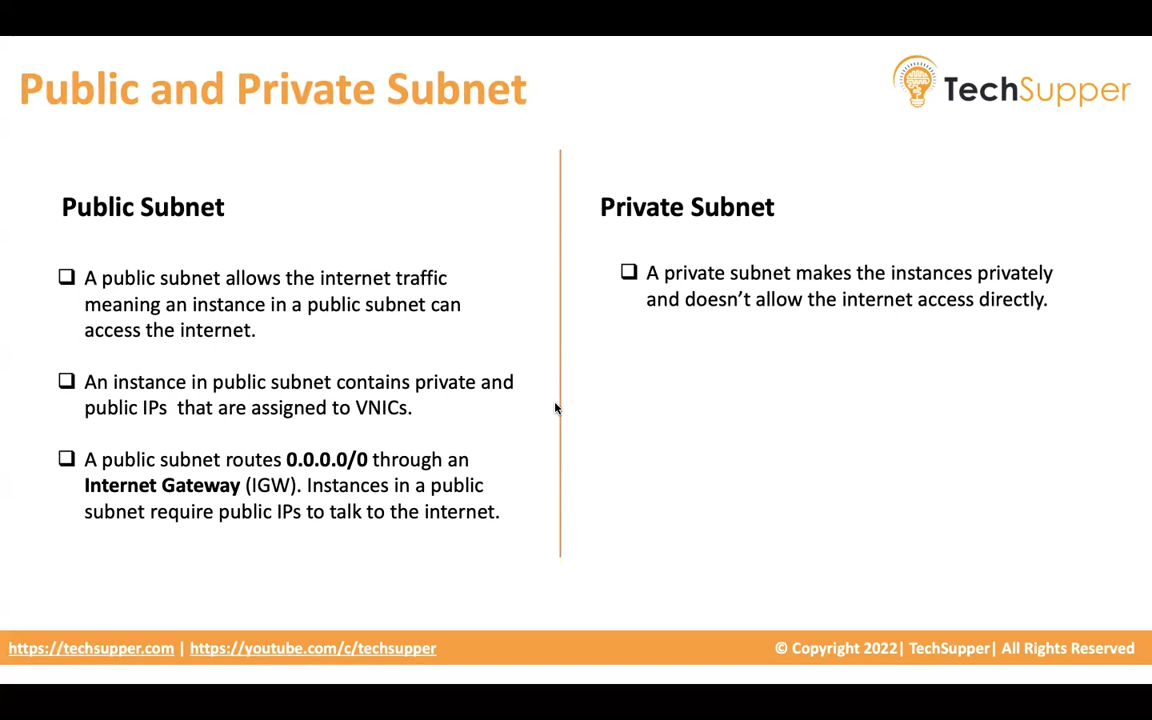 Public and Private Subnet
TechSupper
Public Subnet
A public subnet allows the internet traffic
meaning an instance in a public subnet can
access the internet.
An instance in public subnet contains private and
public IPs that are assigned to VNICs.
A public subnet routes 0.0.0.0/0 through an
Internet Gateway (IGW). Instances in a public
subnet require public IPs to talk to the internet.
Private Subnet
A private subnet makes the instances privately
and doesn’t allow the internet access directly.
https://techsupper.com | https://youtube.com/c/techsupper
© Copyright 2022| TechSupper| All Rights Reserved